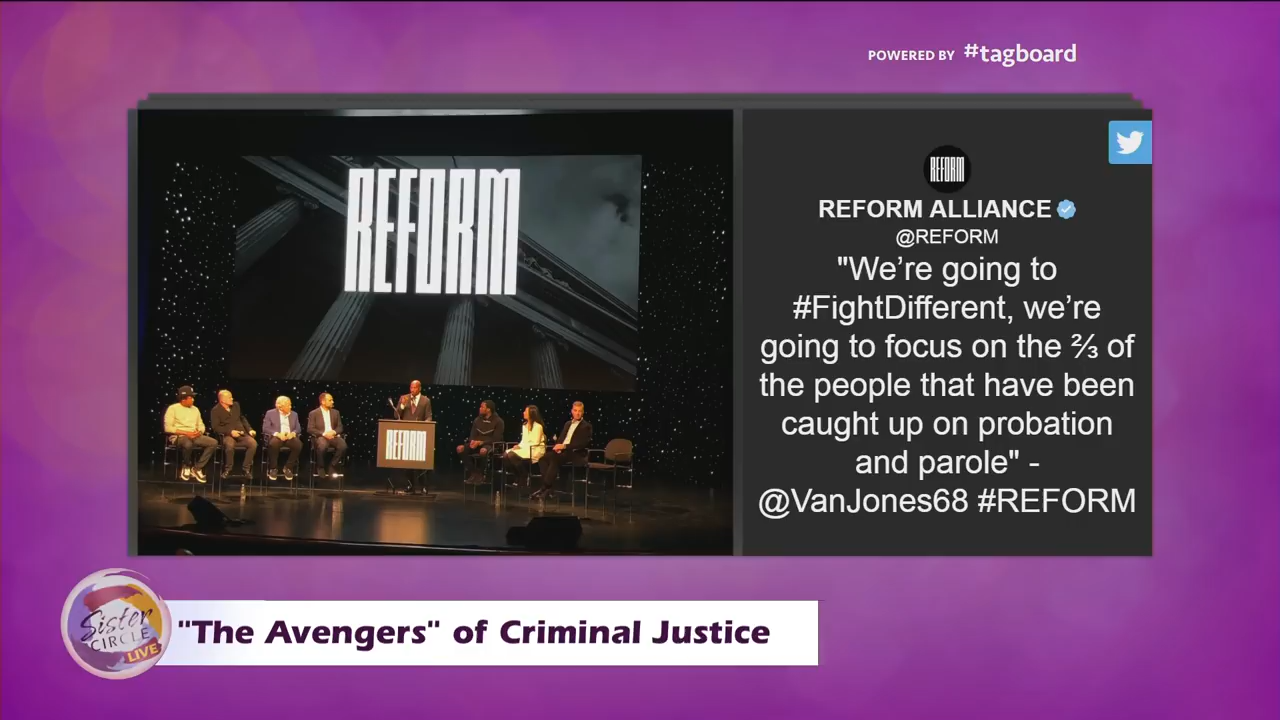 POWERED BY #tagboard
REFORM
REFORM
REFORM
REFORM ALLIANCE
@REFORM
"We’re going to
#FightDifferent, we’re
going to focus on the ⅔ of
the people that have been
caught up on probation
and parole" -
@VanJones68 #REFORM
Sister
CIRCLE
LIVE
"The Avengers" of Criminal Justice